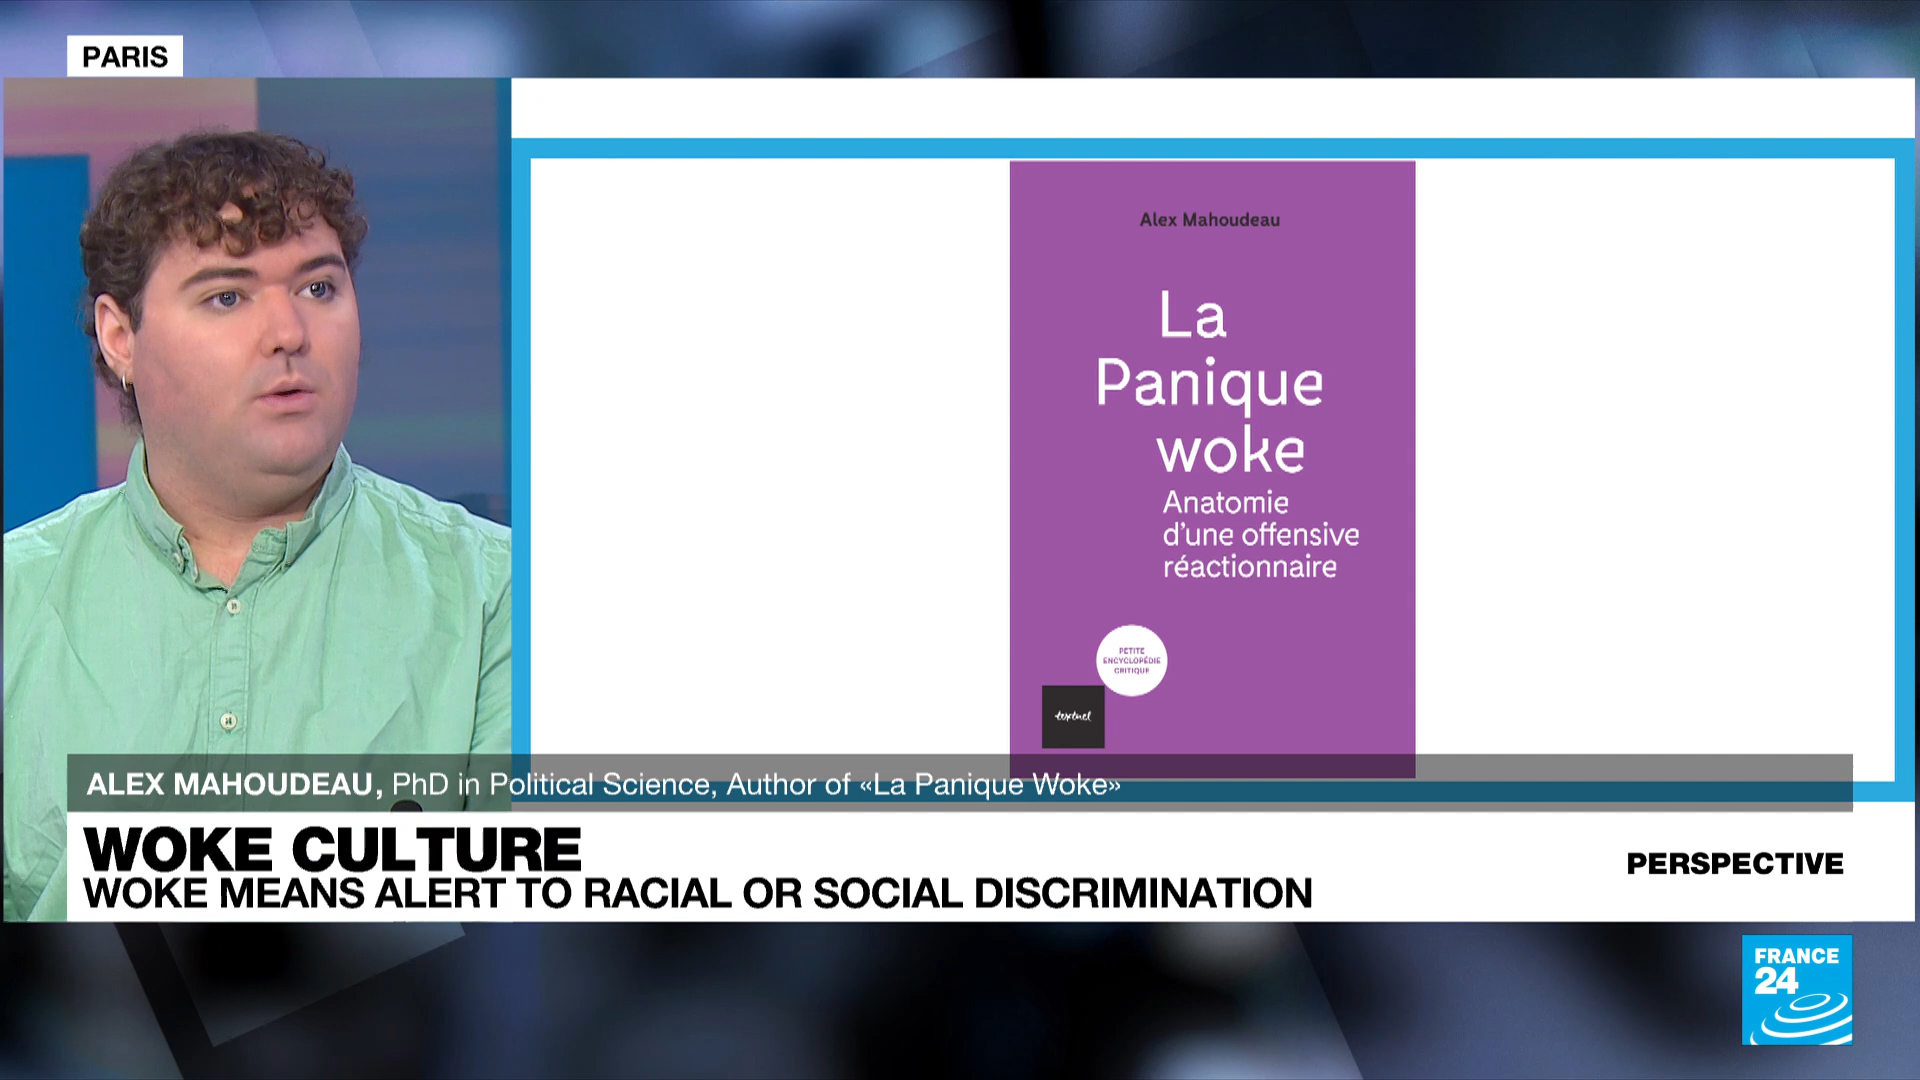 PARIS
Alex Mahoudeau
La
Panique
woke
Anatomie
d'une offensive
réactionnaire
PETITE
ENCYCLOPÉDIE
CRITIQUE
textuel
ALEX MAHOUDEAU, PhD in Political Science, Author of «La Panique Woke»
WOKE CULTURE
WOKE MEANS ALERT TO RACIAL OR SOCIAL DISCRIMINATION
PERSPECTIVE
FRANCE
24